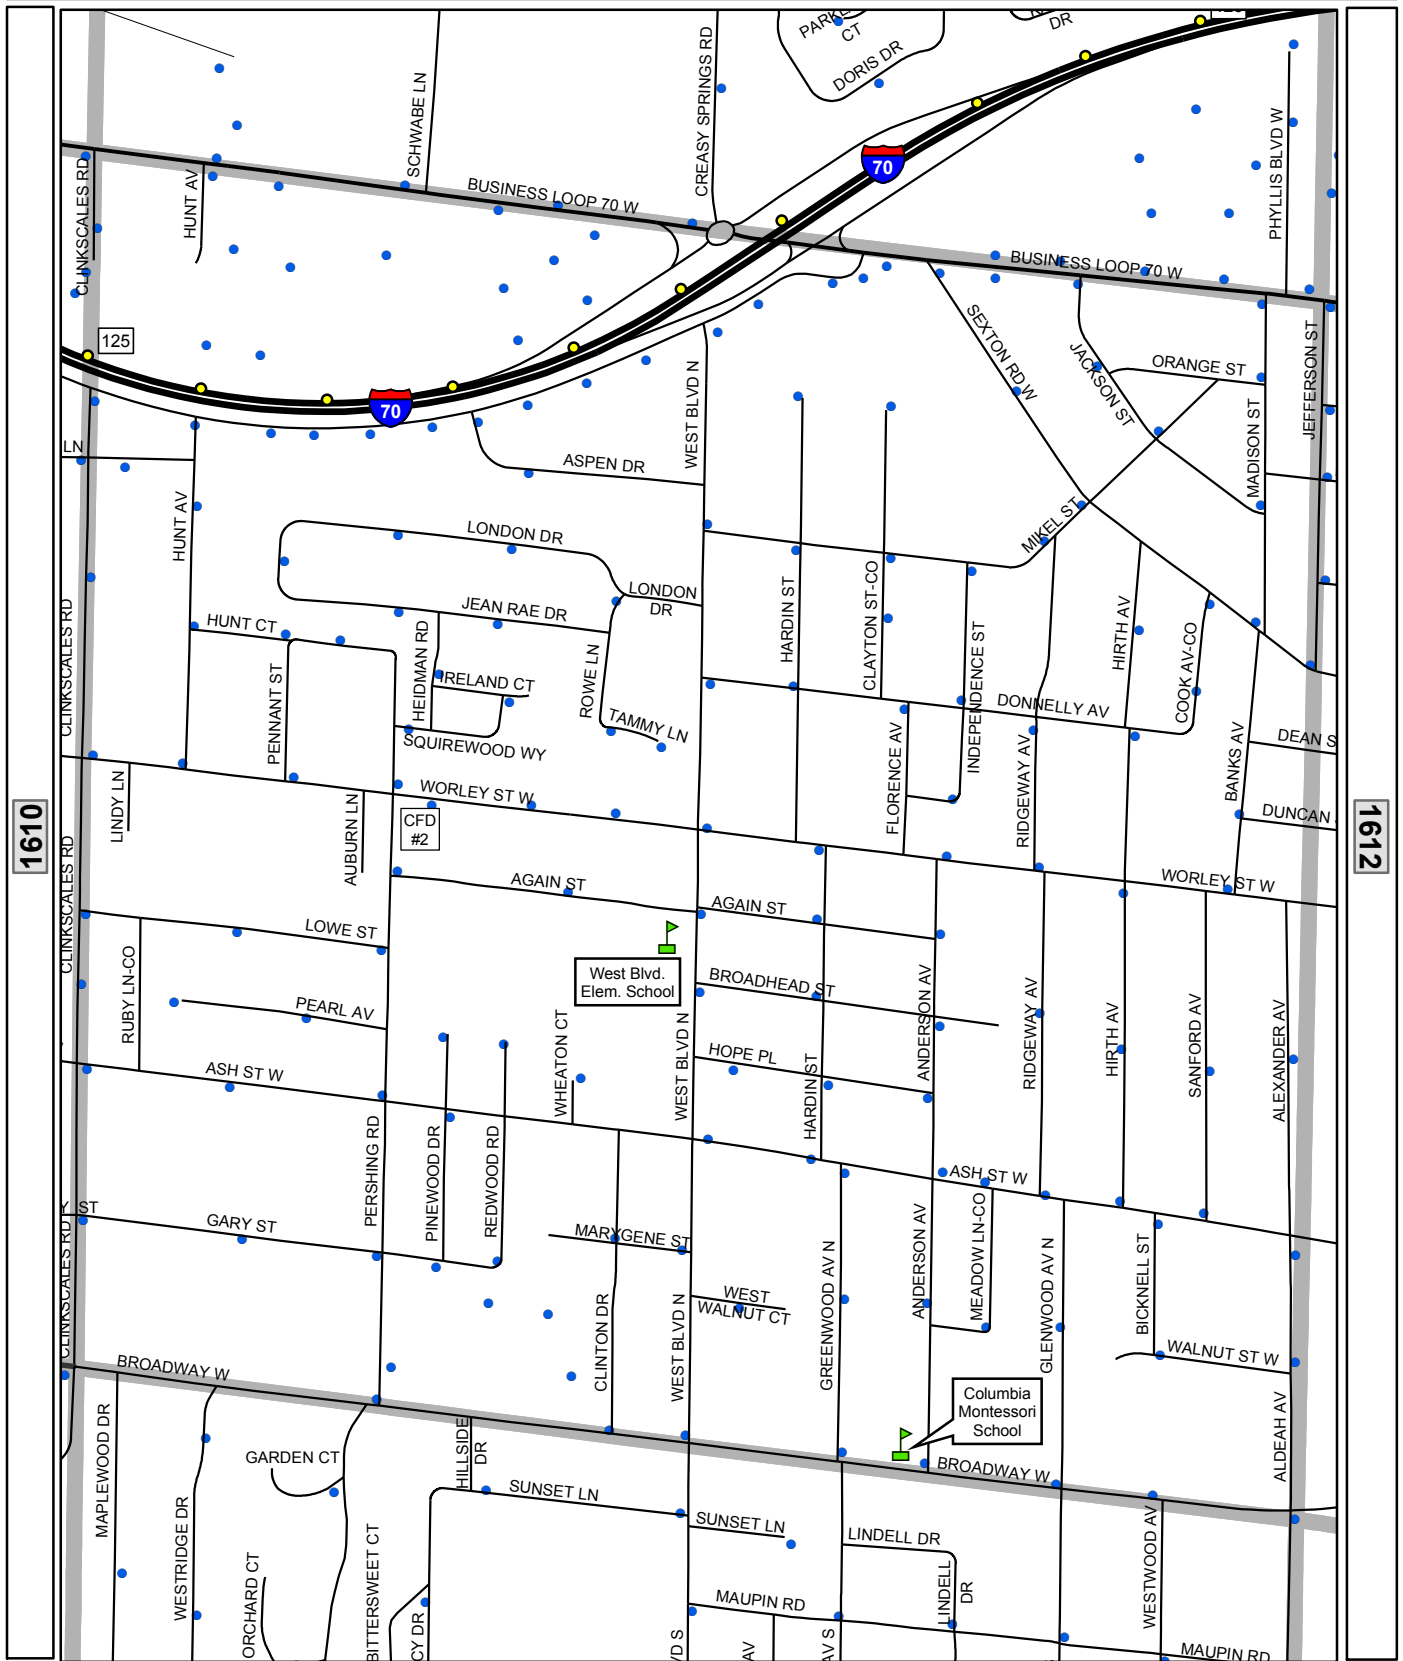 PARKE
CT
DORIS DR
DR
SCHWABE LN
CREASY SPRINGS RD
70
PHYLLIS BLVD W
CLINKSCALES RD
HUNT AV
BUSINESS LOOP 70 W
BUSINESS LOOP 70 W
125
70
SEXTON RD W
JACKSON ST
ORANGE ST
MADISON ST
JEFFERSON ST
WEST BLVD N
LN
ASPEN DR
HUNT AV
LONDON DR
LONDON
DR
JEAN RAE DR
MIKEL ST
HARDIN ST
CLAYTON ST-CO
INDEPENDENCE ST
HIRTH AV
COOK AV-CO
CLINKSCALES RD
HUNT CT
PENNANT ST
HEIDMAN RD
IRELAND CT
ROWE LN
TAMMY LN
SQUIREWOOD WY
DONNELLY AV
FLORENCE AV
RIDGEWAY AV
BANKS AV
DEAN S
DUNCAN
1610
1612
LINDY LN
AUBURN LN
WORLEY ST W
CFD
#2
WORLEY ST W
CLINKSCALES RD
AGAIN ST
AGAIN ST
LOWE ST
West Blvd.
Elem. School
BROADHEAD ST
RUBY LN-CO
PEARL AV
ANDERSON AV
RIDGEWAY AV
HIRTH AV
SANFORD AV
ALEXANDER AV
WHEATON CT
WEST BLVD N
HOPE PL
HARDIN ST
ASH ST W
PERSHING RD
PINEWOOD DR
REDWOOD RD
ASH ST W
Y ST
GARY ST
MARYGENE ST
WEST
WALNUT CT
CLINKSCALES RD
CLINTON DR
WEST BLVD N
GREENWOOD AV N
ANDERSON AV
MEADOW LN-CO
GLENWOOD AV N
BICKNELL ST
WALNUT ST W
BROADWAY W
Columbia
Montessori
School
ALDEAH AV
MAPLEWOOD DR
GARDEN CT
HILLSIDE
DR
BROADWAY W
SUNSET LN
SUNSET LN
LINDELL DR
LINDELL
DR
WESTWOOD AV
WESTRIDGE DR
ORCHARD CT
BITTERSWEET CT
CY DR
MAUPIN RD
MAUPIN RD
VD S
AV
AV S